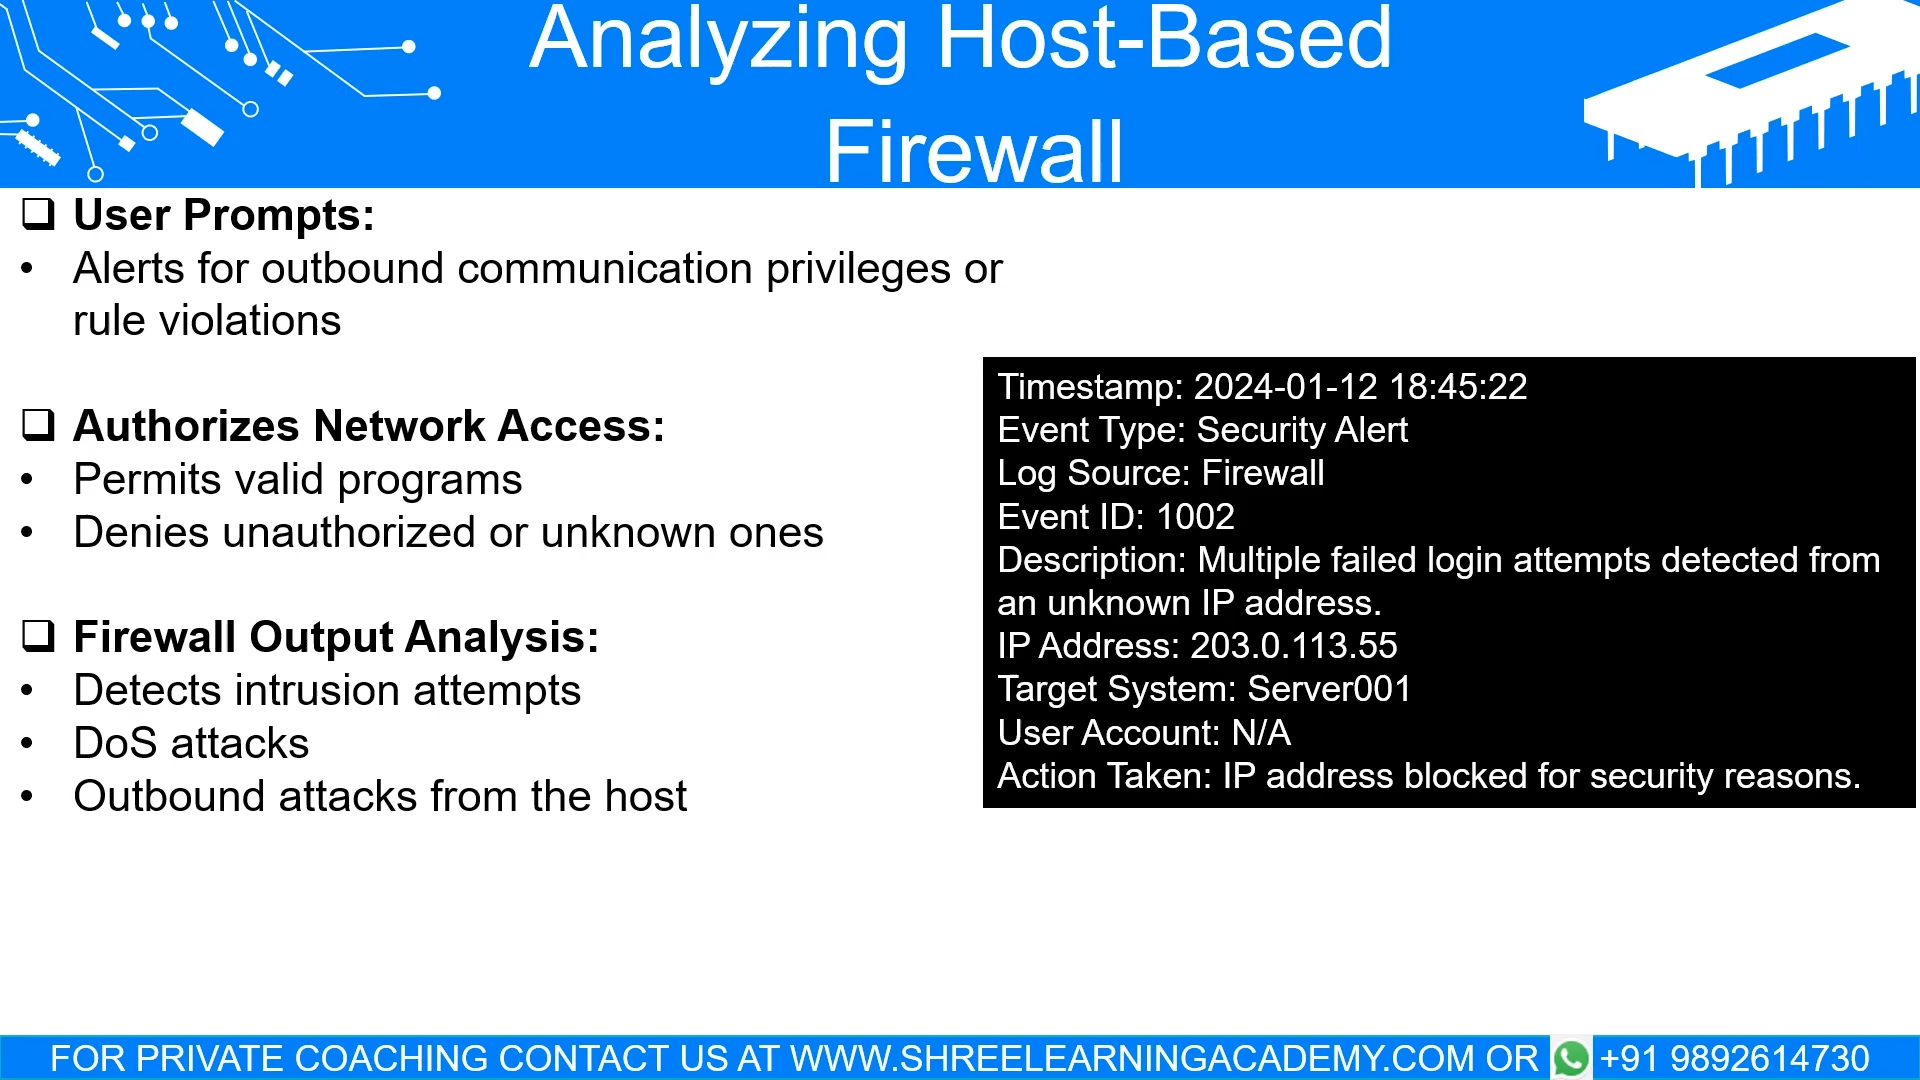 Analyzing Host-Based
Firewall
❑ User Prompts:
• Alerts for outbound communication privileges or
rule violations
❑ Authorizes Network Access:
• Permits valid programs
• Denies unauthorized or unknown ones
❑ Firewall Output Analysis:
• Detects intrusion attempts
• DoS attacks
• Outbound attacks from the host
Timestamp: 2024-01-12 18:45:22
Event Type: Security Alert
Log Source: Firewall
Event ID: 1002
Description: Multiple failed login attempts detected from
an unknown IP address.
IP Address: 203.0.113.55
Target System: Server001
User Account: N/A
Action Taken: IP address blocked for security reasons.
FOR PRIVATE COACHING CONTACT US AT WWW.SHREELEARNINGACADEMY.COM OR +91 9892614730